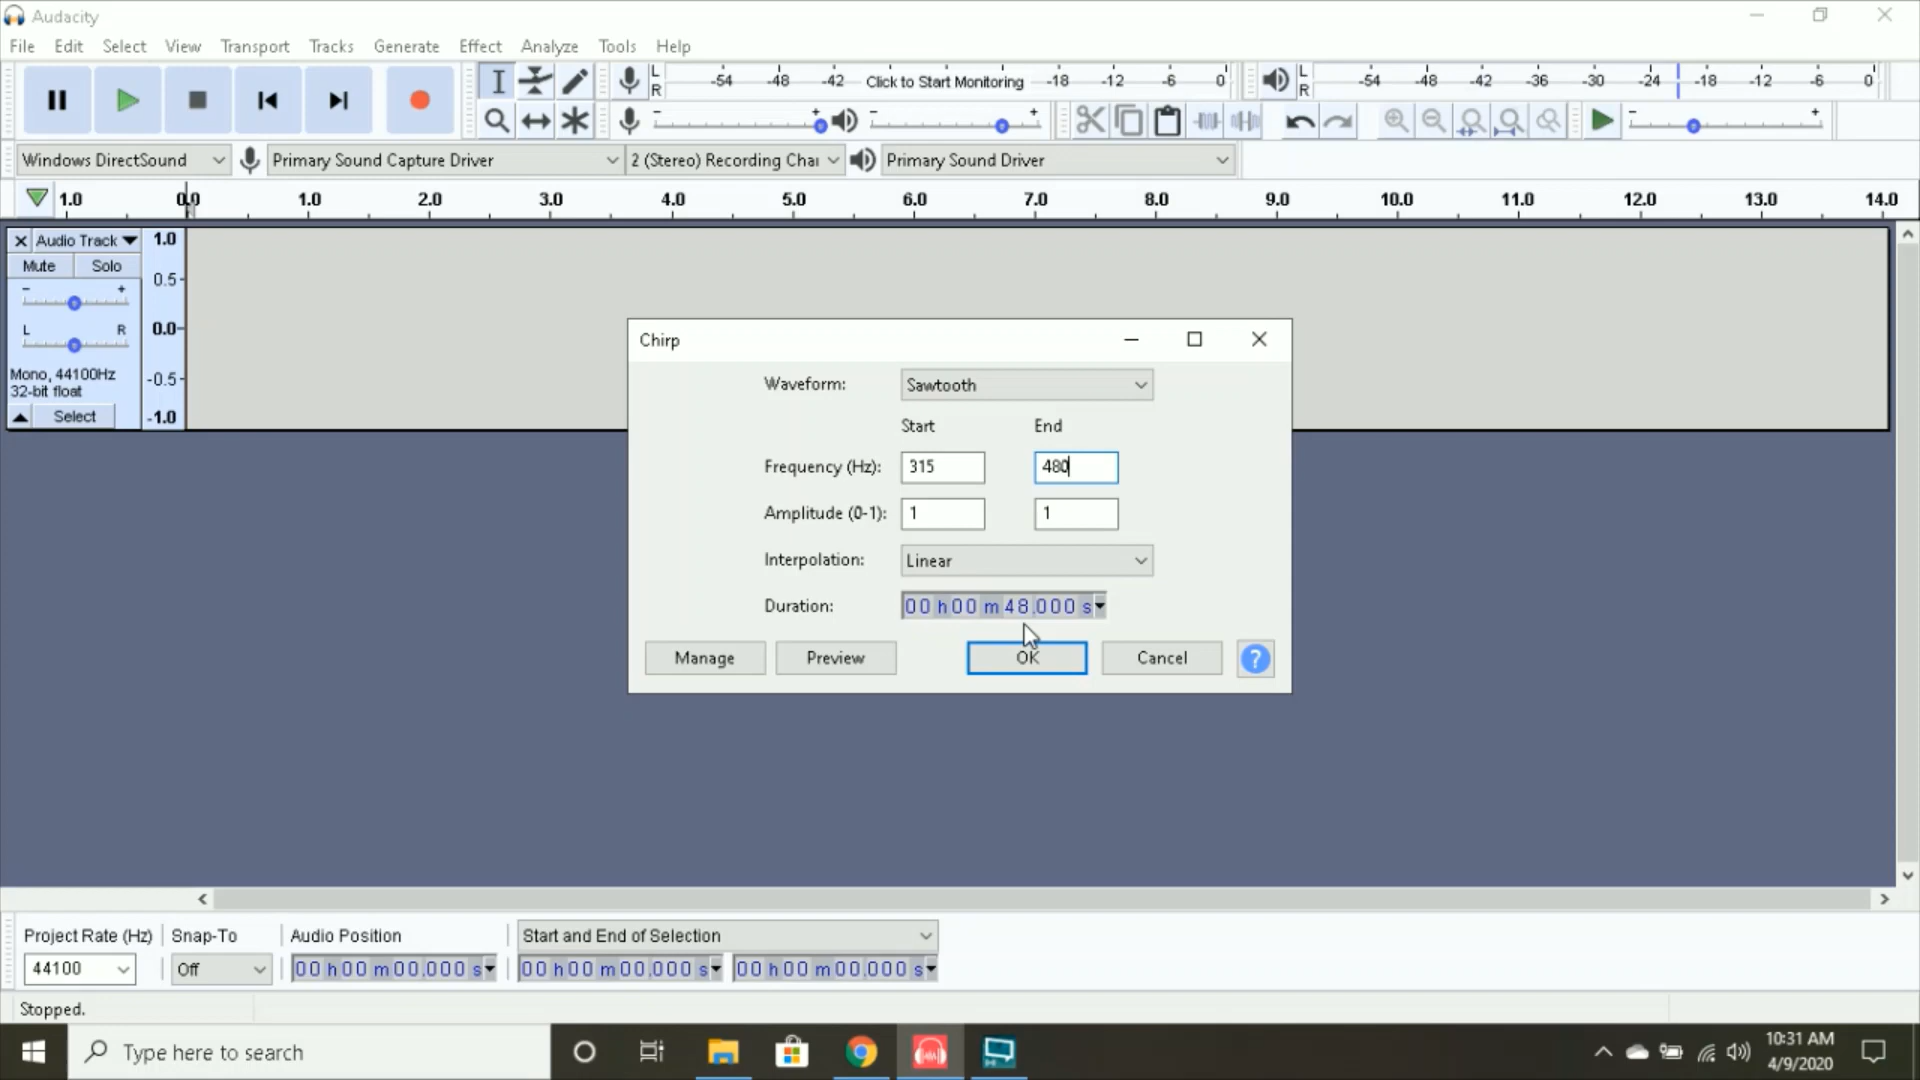 Audacity
File Edit Select View Transport Tracks Generate Effect Analyze Tools Help
L R -54 -48 -42 Click to Start Monitoring -18 -12 -6 0 L R -54 -48 -42 -36 -30 -24 -18 -12 -6 0
- + - + - +
Windows DirectSound Primary Sound Capture Driver 2 (Stereo) Recording Chai Primary Sound Driver
1.0 0.0 1.0 2.0 3.0 4.0 5.0 6.0 7.0 8.0 9.0 10.0 11.0 12.0 13.0 14.0
Audio Track 1.0
Mute Solo 0.5
- +
L R 0.0
Mono, 44100Hz -0.5
32-bit float
Select -1.0
Chirp
Waveform: Sawtooth
Start End
Frequency (Hz): 315 480
Amplitude (0-1): 1 1
Interpolation: Linear
Duration: 00 h 00 m 48.000 s
Manage Preview OK Cancel ?
Project Rate (Hz) Snap-To Audio Position Start and End of Selection
44100 Off 00 h 00 m 00.000 s 00 h 00 m 00.000 s 00 h 00 m 00.000 s
Stopped.
Type here to search 10:31 AM
4/9/2020